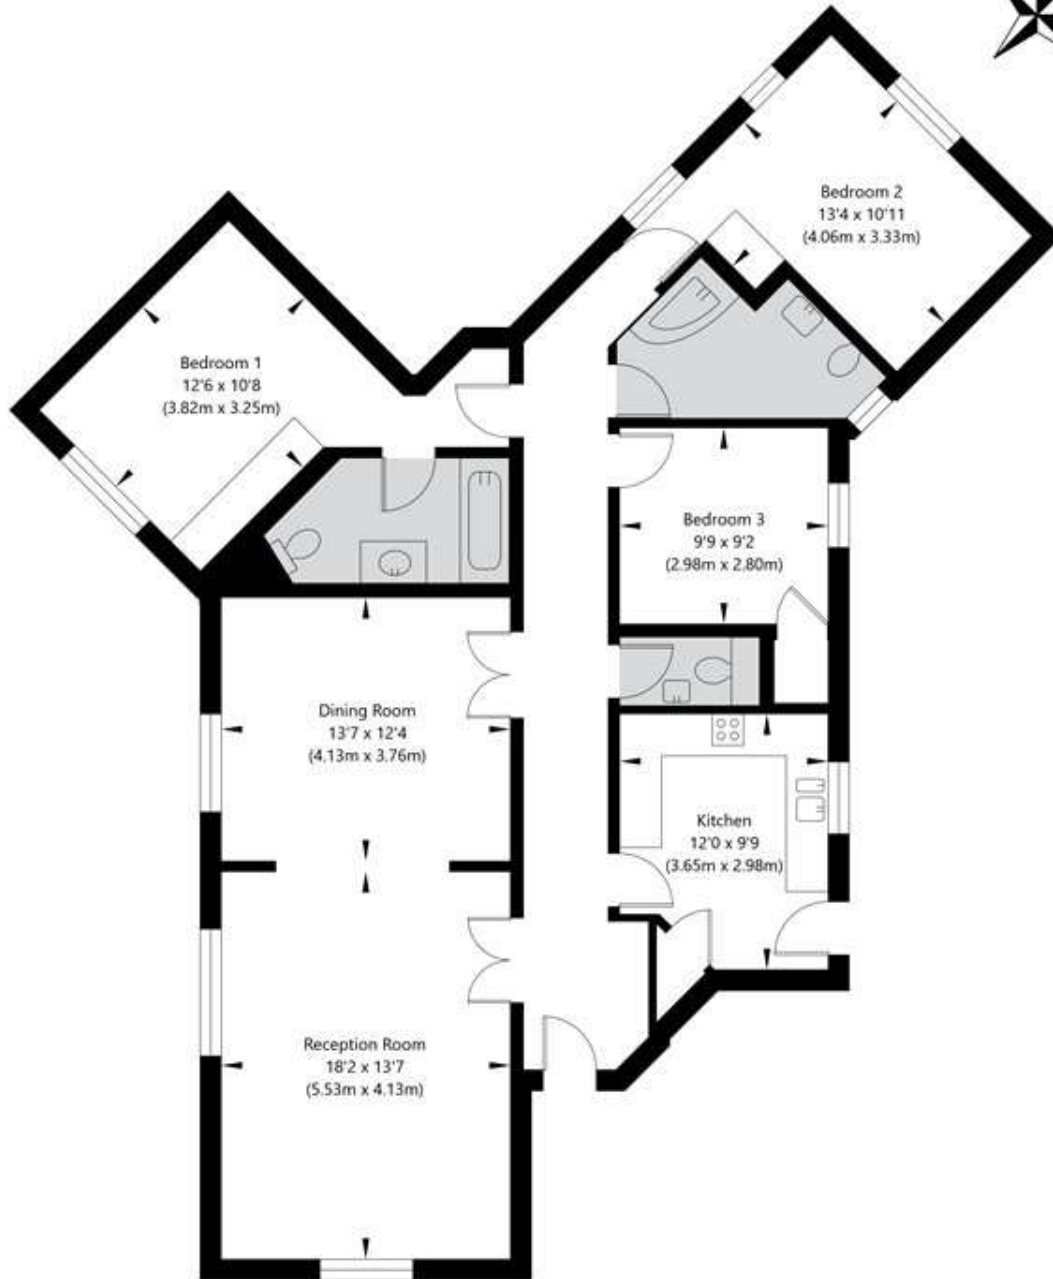 Bedroom 2
13'4 x 10'11
(4.06m x 3.33m)
Bedroom 1
12'6 x 10'8
(3.82m x 3.25m)
Bedroom 3
9'9 x 9'2
(2.98m x 2.80m)
Dining Room
13'7 x 12'4
(4.13m x 3.76m)
Kitchen
12'0 x 9'9
(3.65m x 2.98m)
Reception Room
18'2 x 13'7
(5.53m x 4.13m)